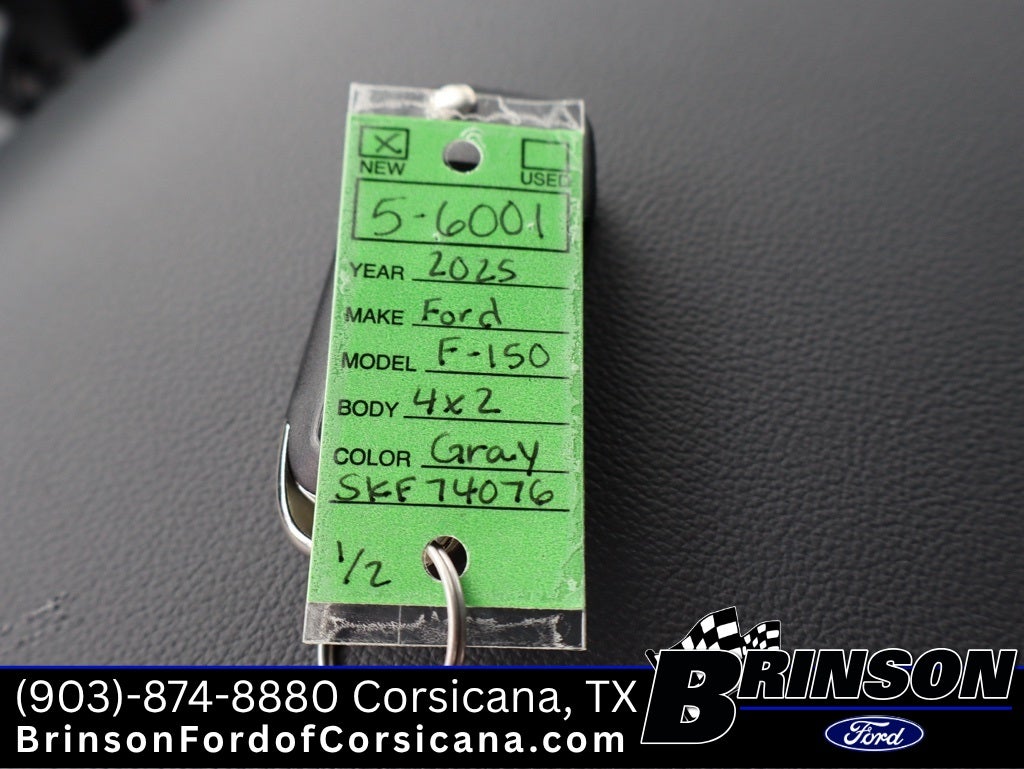 X
NEW USED
5-6001
YEAR 2025
MAKE Ford
MODEL F-150
BODY 4x2
COLOR Gray
SKF74076
1/2
(903)-874-8880 Corsicana, TX
BrinsonFordofCorsicana.com
BRINSON
Ford